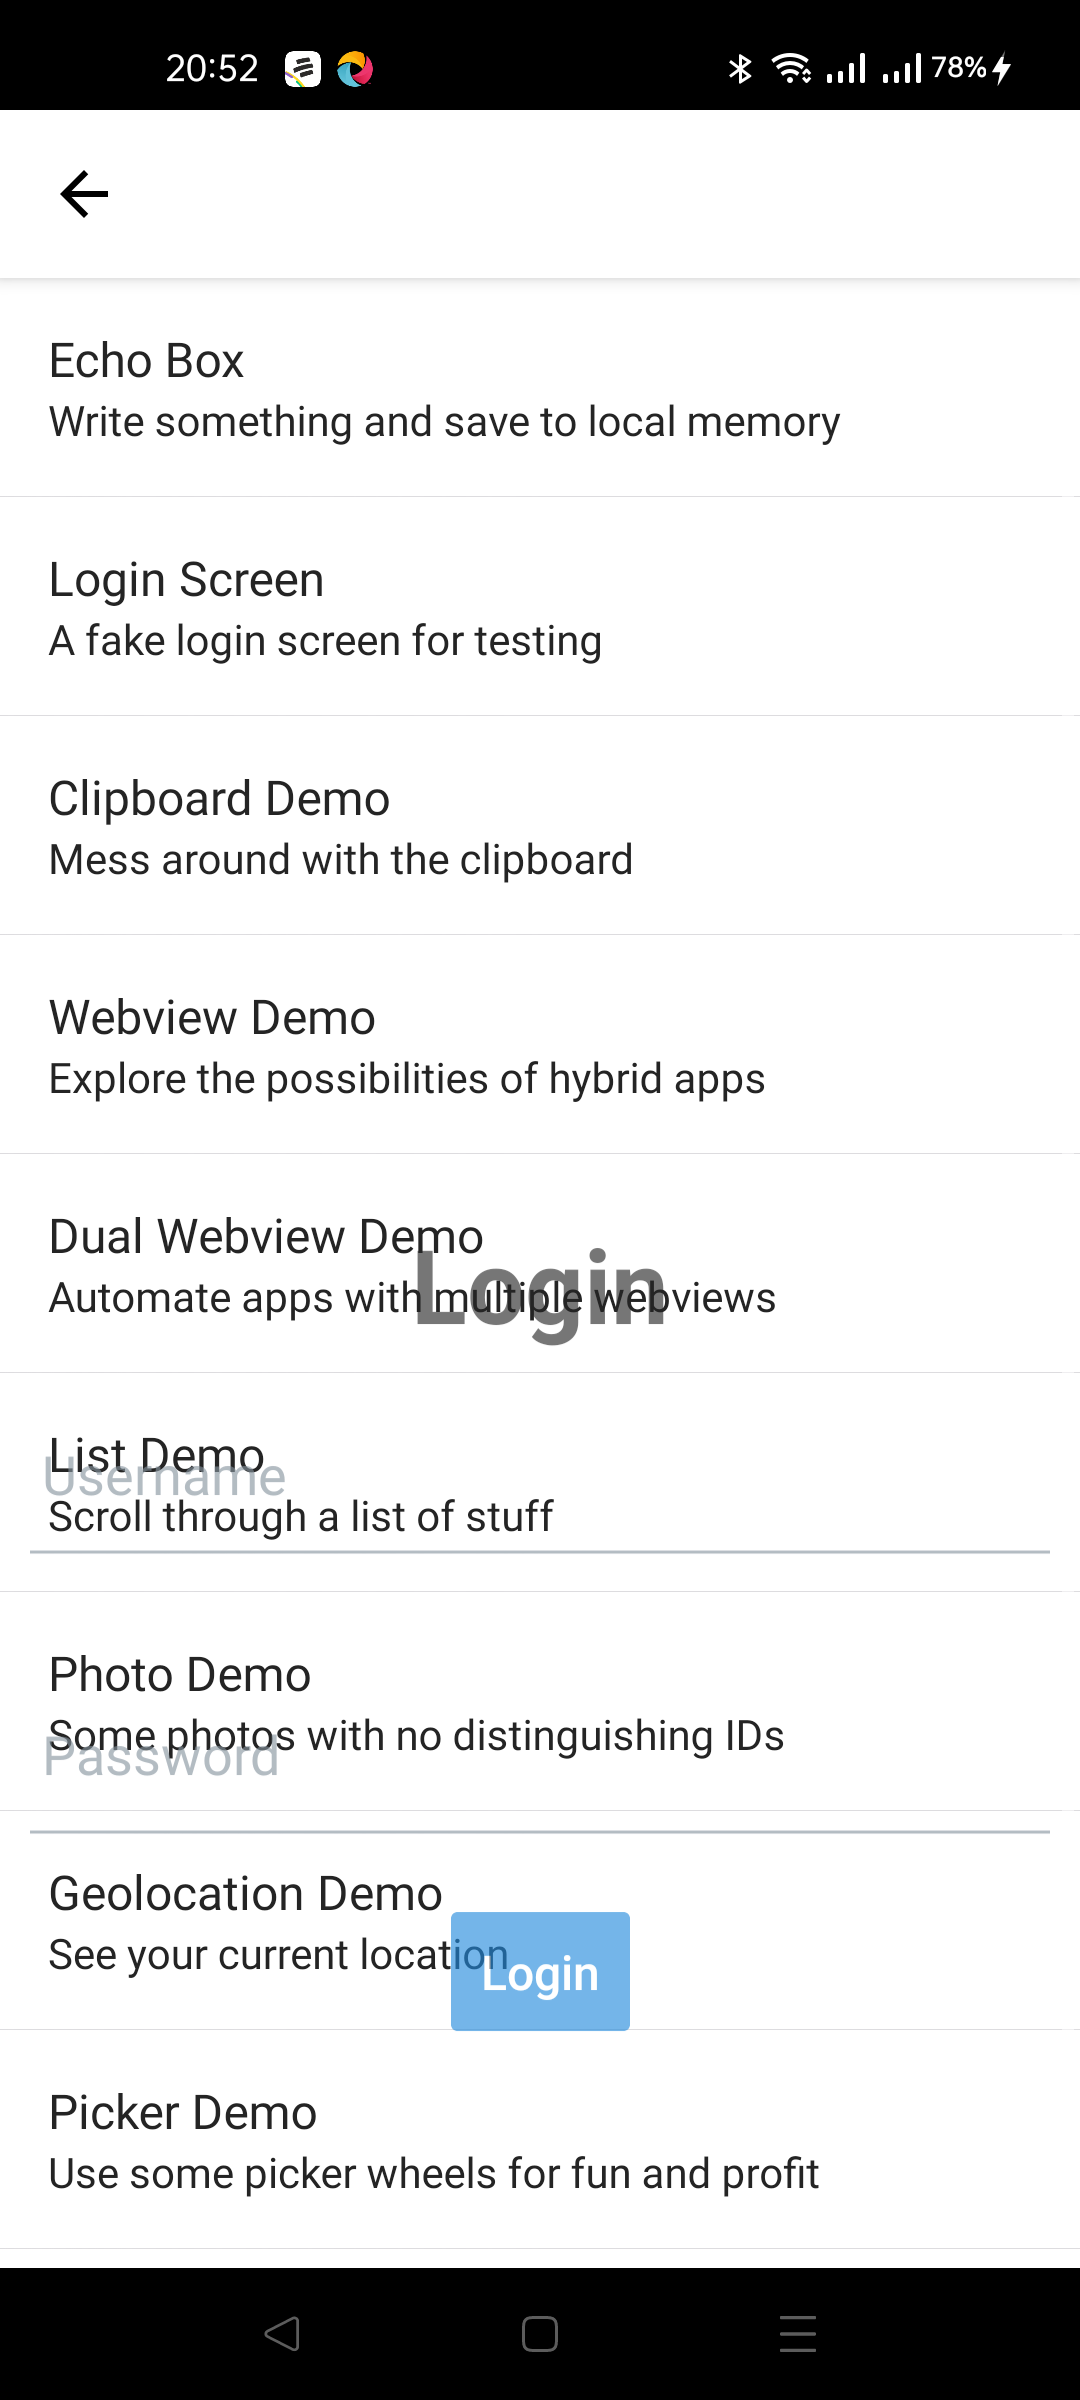 20:52
78%
Echo Box
Write something and save to local memory
Login Screen
A fake login screen for testing
Clipboard Demo
Mess around with the clipboard
Webview Demo
Explore the possibilities of hybrid apps
Dual Webview Demo
Login
Automate apps with multiple webviews
List Demo
Username
Scroll through a list of stuff
Photo Demo
Some photos with no distinguishing IDs
Password
Geolocation Demo
See your current location
Login
Picker Demo
Use some picker wheels for fun and profit